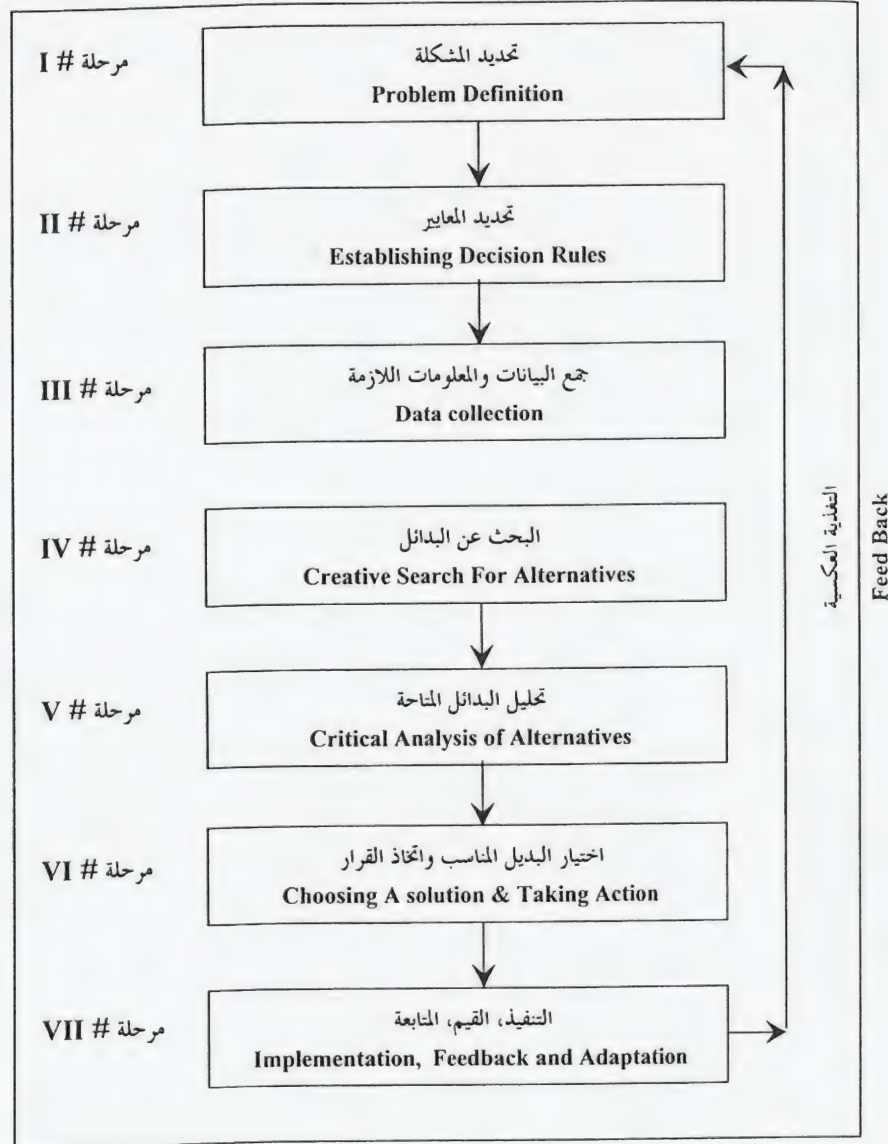 مرحلة # I
تحديد المشكلة
Problem Definition
مرحلة # II
تحديد المعايير
Establishing Decision Rules
مرحلة # III
جمع البيانات والمعلومات اللازمة
Data collection
مرحلة # IV
البحث عن البدائل
Creative Search For Alternatives
مرحلة # V
تحليل البدائل المتاحة
Critical Analysis of Alternatives
مرحلة # VI
اختيار البديل المناسب واتخاذ القرار
Choosing A solution & Taking Action
مرحلة # VII
التنفيذ، القيم، المتابعة
Implementation, Feedback and Adaptation
التغذية العكسية
Feed Back